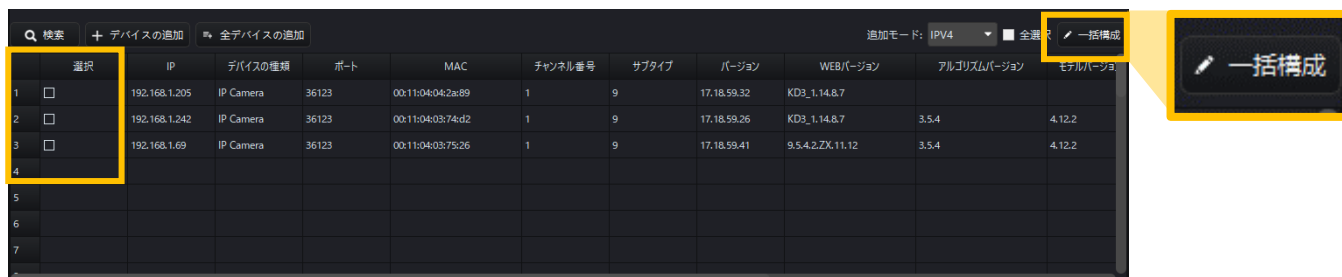 検索 デバイスの追加 全デバイスの追加 追加モード: IPV4 全選択 一括構成
一括構成
選択 IP デバイスの種類 ポート MAC チャンネル番号 サブタイプ バージョン WEBバージョン アルゴリズムバージョン モデルバージョン
1 192.168.1.205 IP Camera 36123 00:11:04:04:2a:89 1 9 17.18.59.32 KD3_1.14.8.7
2 192.168.1.242 IP Camera 36123 00:11:04:03:74:d2 1 9 17.18.59.26 KD3_1.14.8.7 3.5.4 4.12.2
3 192.168.1.69 IP Camera 36123 00:11:04:03:75:26 1 9 17.18.59.41 9.5.4.2.ZX.11.12 3.5.4 4.12.2
4
5
6
7